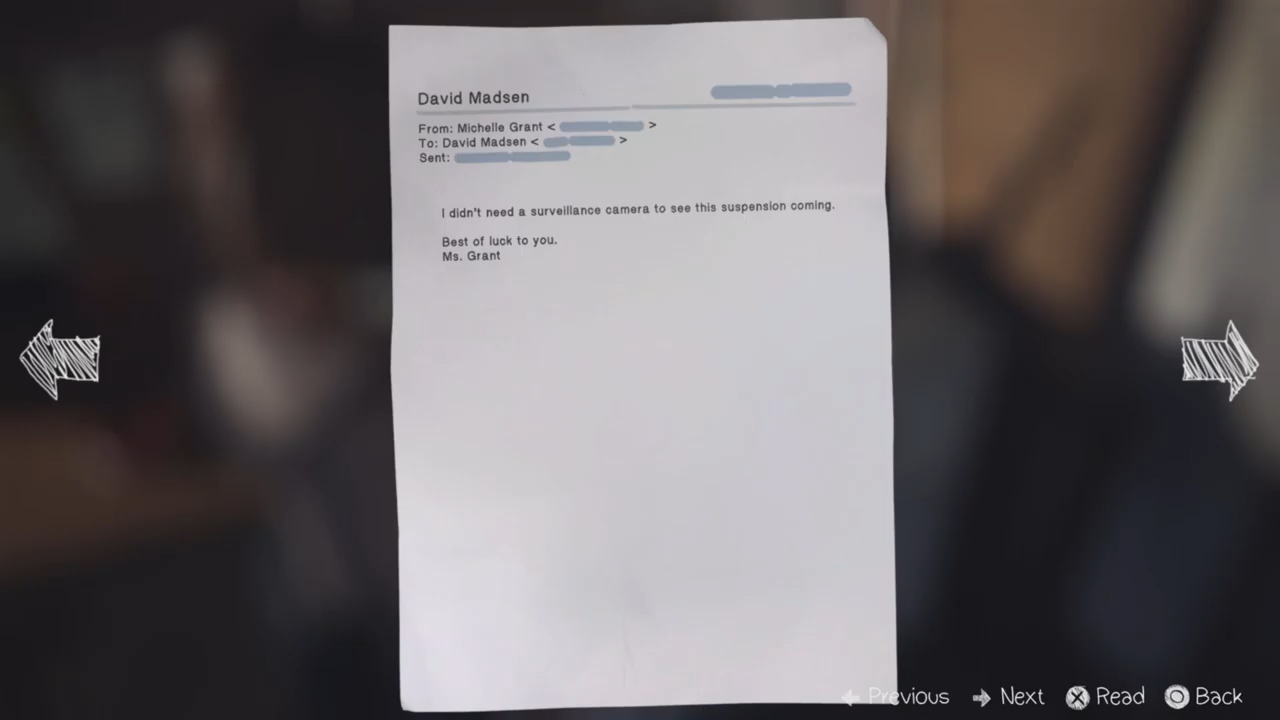 David Madsen
From: Michelle Grant < >
To: David Madsen < >
Sent:
I didn't need a surveillance camera to see this suspension coming.
Best of luck to you.
Ms. Grant
Previous Next Read Back